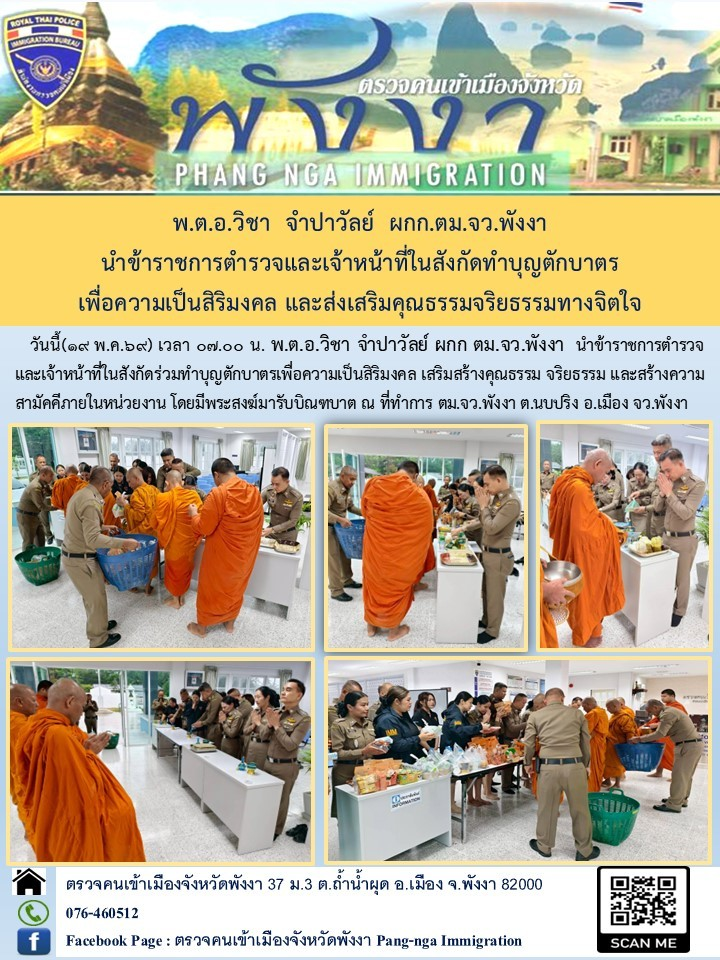 ROYAL THAI POLICE
IMMIGRATION BUREAU
ตรวจคนเข้าเมืองจังหวัด
พังงา
PHANG NGA IMMIGRATION
พ.ต.อ.วิชา จำปาวัลย์ ผกก.ตม.จว.พังงา
นำข้าราชการตำรวจและเจ้าหน้าที่ในสังกัดทำบุญตักบาตร
เพื่อความเป็นสิริมงคล และส่งเสริมคุณธรรมจริยธรรมทางจิตใจ
วันนี้(๑๙ พ.ค.๖๙) เวลา ๐๗.๐๐ น. พ.ต.อ.วิชา จำปาวัลย์ ผกก ตม.จว.พังงา นำข้าราชการตำรวจ
และเจ้าหน้าที่ในสังกัดร่วมทำบุญตักบาตรเพื่อความเป็นสิริมงคล เสริมสร้างคุณธรรม จริยธรรม และสร้างความ
สามัคคีภายในหน่วยงาน โดยมีพระสงฆ์มารับบิณฑบาต ณ ที่ทำการ ตม.จว.พังงา ต.นบปริง อ.เมือง จว.พังงา
IMM
INFORMATION
ตรวจคนเข้าเมืองจังหวัดพังงา 37 ม.3 ต.ถ้ำน้ำผุด อ.เมือง จ.พังงา 82000
076-460512
Facebook Page : ตรวจคนเข้าเมืองจังหวัดพังงา Pang-nga Immigration
SCAN ME